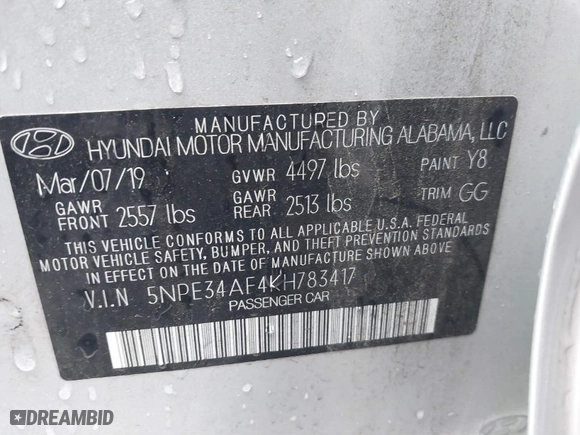 MANUFACTURED BY
HYUNDAI MOTOR MANUFACTURING ALABAMA, LLC
Mar/07/19 GVWR 4497 lbs PAINT Y8
GAWR FRONT 2557 lbs GAWR REAR 2513 lbs TRIM GG
THIS VEHICLE CONFORMS TO ALL APPLICABLE U.S.A. FEDERAL
MOTOR VEHICLE SAFETY, BUMPER, AND THEFT PREVENTION STANDARDS
IN EFFECT ON THE DATE OF MANUFACTURE SHOWN ABOVE.
V.I.N 5NPE34AF4KH783417
PASSENGER CAR
DREAMBID